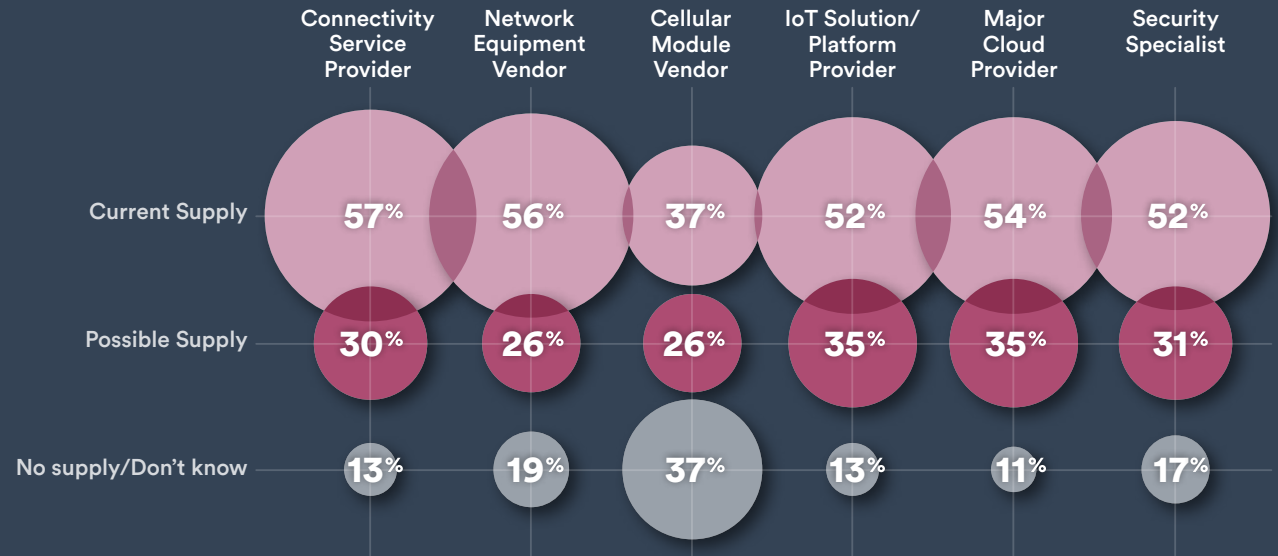 Connectivity
Service
Provider
Network
Equipment
Vendor
Cellular
Module
Vendor
IoT Solution/
Platform
Provider
Major
Cloud
Provider
Security
Specialist
Current Supply
57% 56% 37% 52% 54% 52%
Possible Supply
30% 26% 26% 35% 35% 31%
No supply/Don’t know
13% 19% 37% 13% 11% 17%